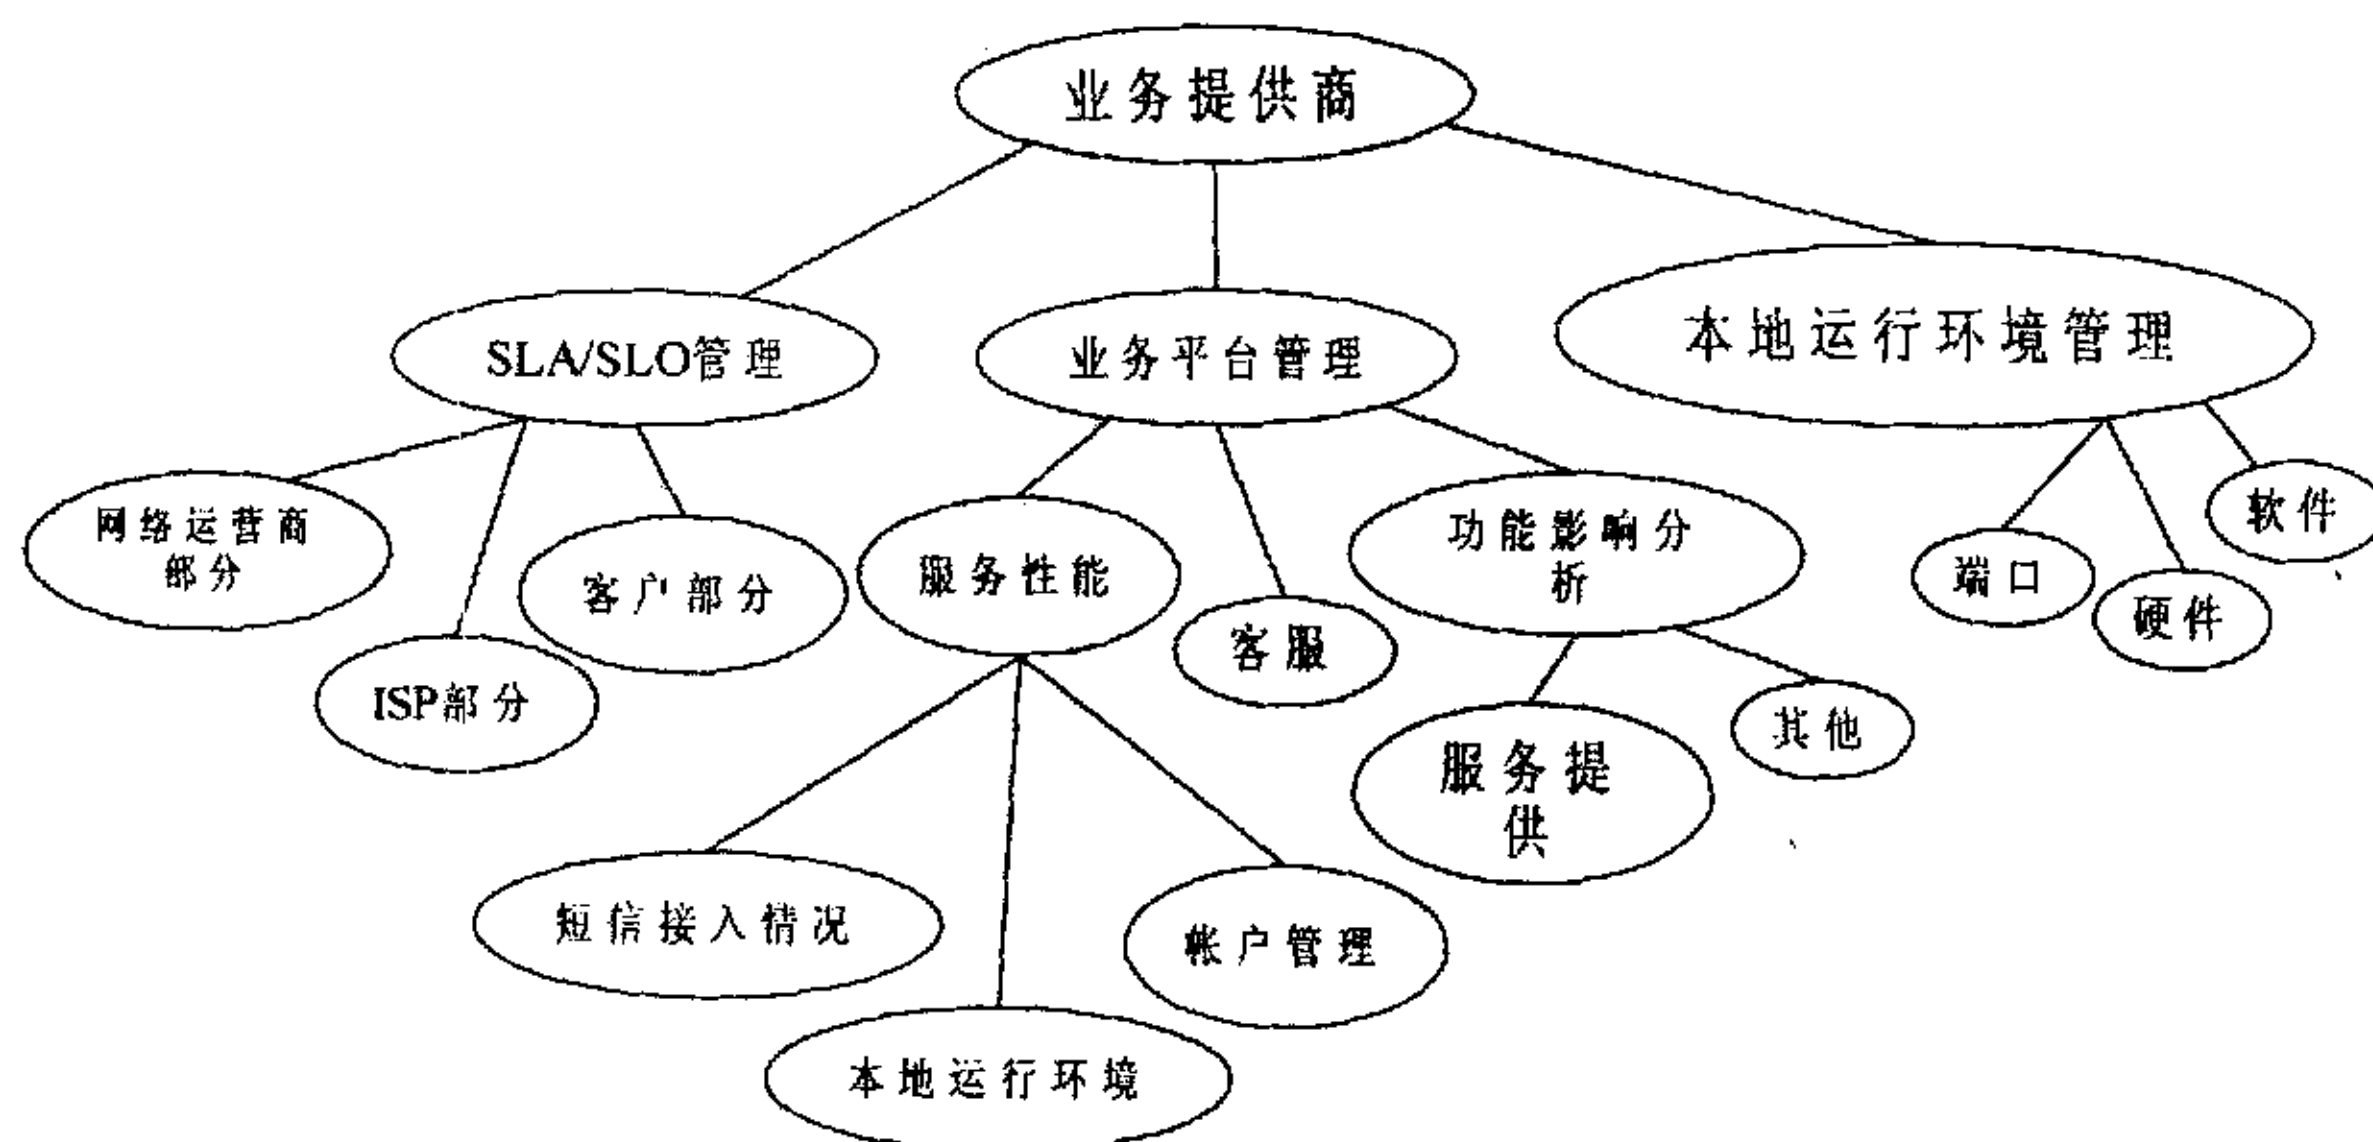 业务提供商
SLA/SLO管理
业务平台管理
本地运行环境管理
网络运营商
部分
ISP部分
客户部分
服务性能
客服
功能影响分
析
端口
硬件
软件
服务提
供
其他
短信接入情况
本地运行环境
帐户管理